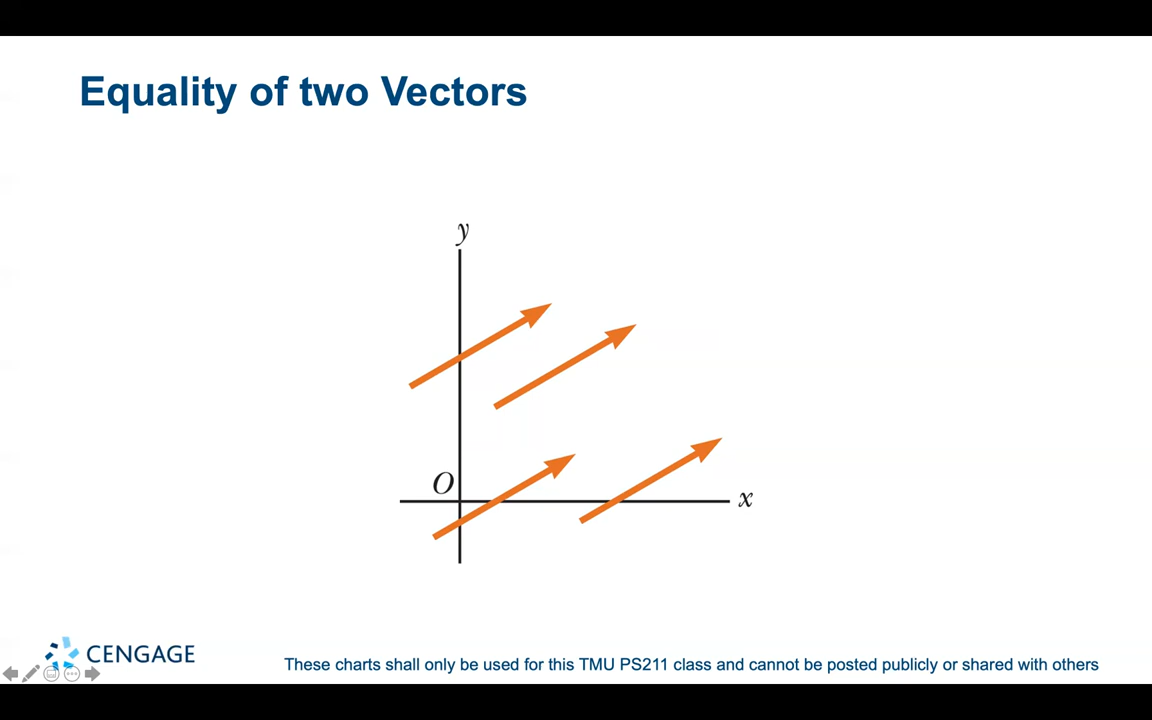 Equality of two Vectors
y
O
x
CENGAGE
These charts shall only be used for this TMU PS211 class and cannot be posted publicly or shared with others